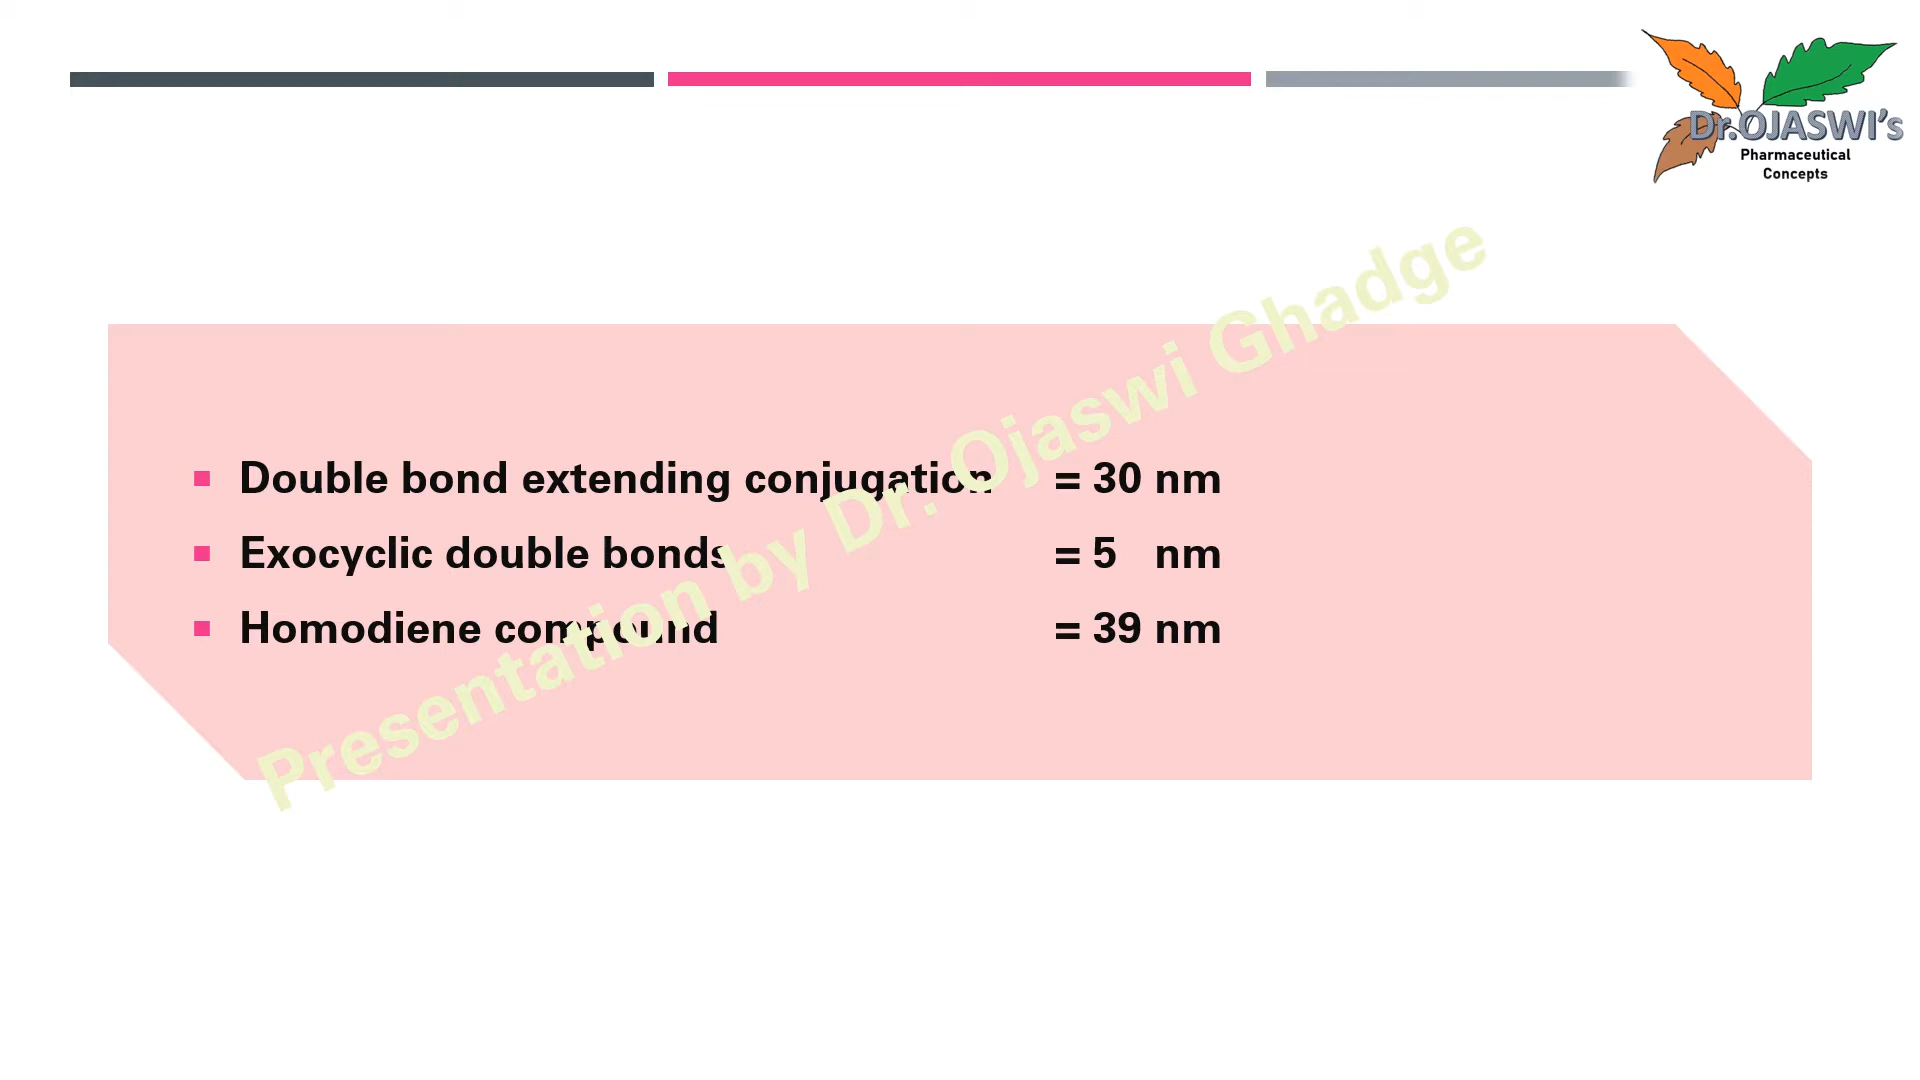 Dr.OJASWI's
Pharmaceutical
Concepts
Double bond extending conjugation = 30 nm
Exocyclic double bonds = 5 nm
Homodiene compound = 39 nm
Presentation by Dr. Ojaswi Ghadge